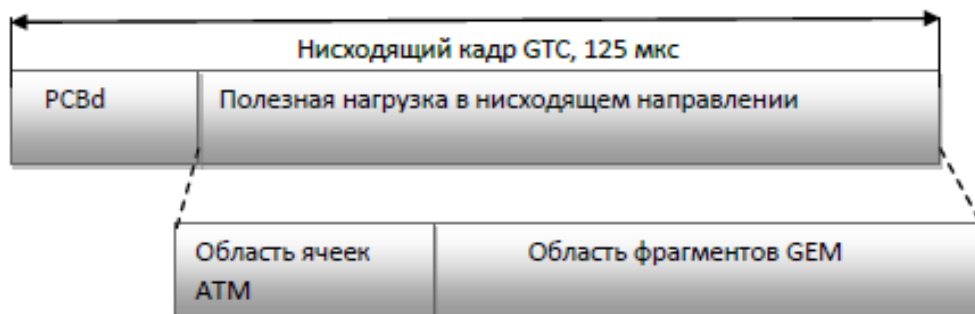 Нисходящий кадр GTC, 125 мкс
PCBd
Полезная нагрузка в нисходящем направлении
Область ячеек
ATM
Область фрагментов GEM